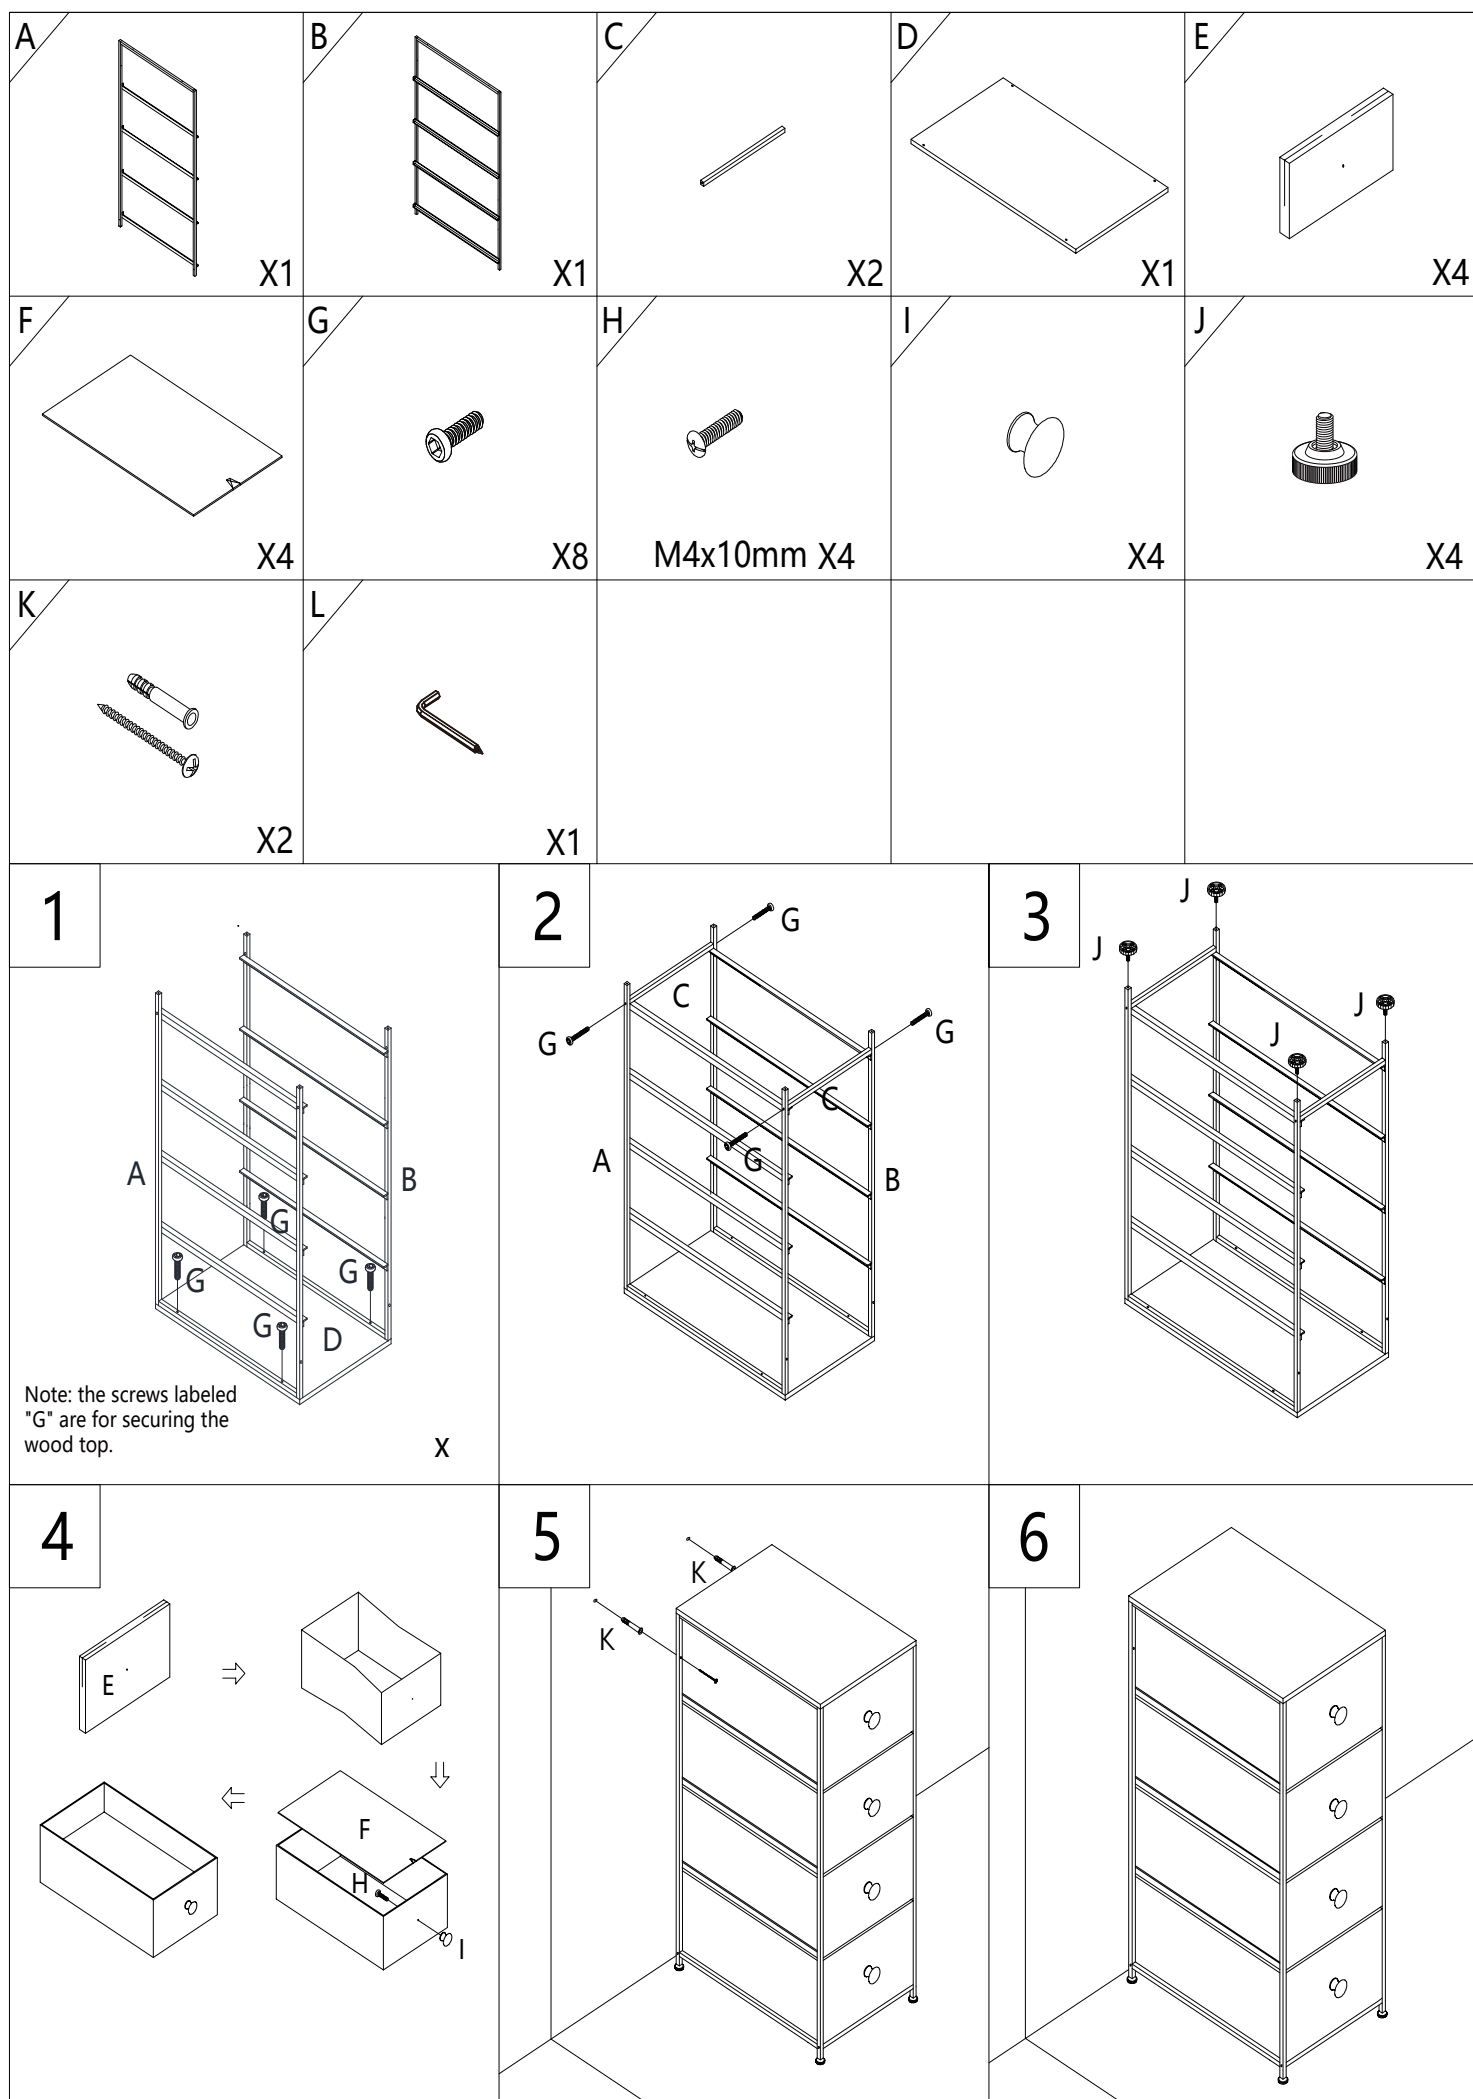 A
X1
B
X1
C
X2
D
X1
E
X4
F
X4
G
X8
H
M4x10mm X4
I
X4
J
X4
K
X2
L
X1
1
A
B
G
G
G
G
D
Note: the screws labeled
"G" are for securing the
wood top.
x
2
G
C
G
G
C
G
A
B
3
J
J
J
J
4
E
F
H
I
5
K
K
6